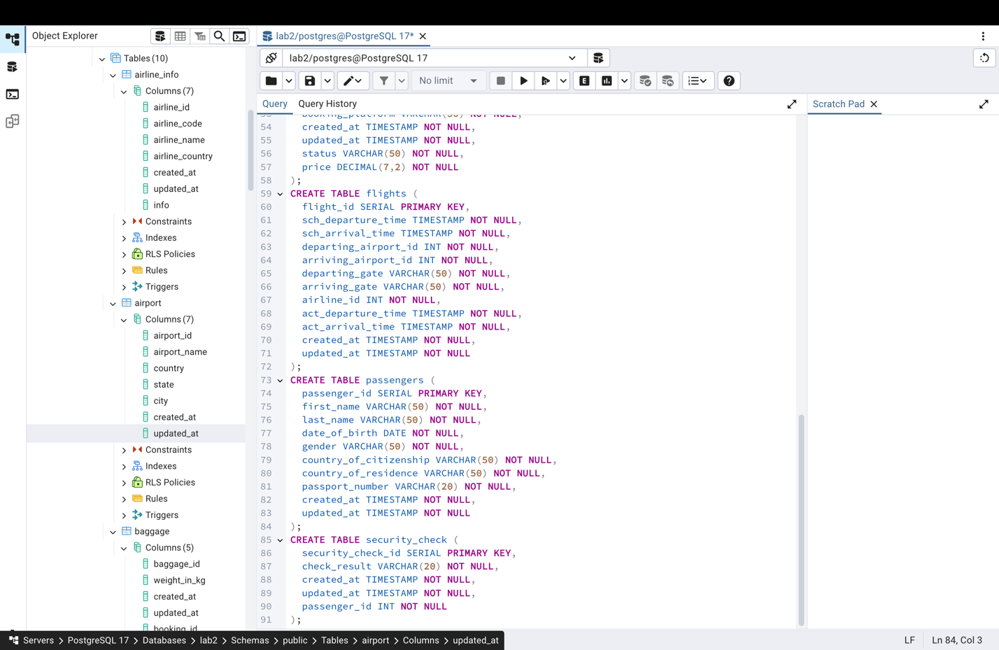 Object Explorer
lab2/postgres@PostgreSQL 17*
lab2/postgres@PostgreSQL 17
No limit
E
Query
Query History
Scratch Pad
Tables (10)
airline_info
Columns (7)
airline_id
airline_code
airline_name
airline_country
created_at
updated_at
info
Constraints
Indexes
RLS Policies
Rules
Triggers
airport
Columns (7)
airport_id
airport_name
country
state
city
created_at
updated_at
Constraints
Indexes
RLS Policies
Rules
Triggers
baggage
Columns (5)
baggage_id
weight_in_kg
created_at
updated_at
booking_id
53 booking_platform VARCHAR(50) NOT NULL,
54 created_at TIMESTAMP NOT NULL,
55 updated_at TIMESTAMP NOT NULL,
56 status VARCHAR(50) NOT NULL,
57 price DECIMAL(7,2) NOT NULL
58 );
59 CREATE TABLE flights (
60 flight_id SERIAL PRIMARY KEY,
61 sch_departure_time TIMESTAMP NOT NULL,
62 sch_arrival_time TIMESTAMP NOT NULL,
63 departing_airport_id INT NOT NULL,
64 arriving_airport_id INT NOT NULL,
65 departing_gate VARCHAR(50) NOT NULL,
66 arriving_gate VARCHAR(50) NOT NULL,
67 airline_id INT NOT NULL,
68 act_departure_time TIMESTAMP NOT NULL,
69 act_arrival_time TIMESTAMP NOT NULL,
70 created_at TIMESTAMP NOT NULL,
71 updated_at TIMESTAMP NOT NULL
72 );
73 CREATE TABLE passengers (
74 passenger_id SERIAL PRIMARY KEY,
75 first_name VARCHAR(50) NOT NULL,
76 last_name VARCHAR(50) NOT NULL,
77 date_of_birth DATE NOT NULL,
78 gender VARCHAR(50) NOT NULL,
79 country_of_citizenship VARCHAR(50) NOT NULL,
80 country_of_residence VARCHAR(50) NOT NULL,
81 passport_number VARCHAR(20) NOT NULL,
82 created_at TIMESTAMP NOT NULL,
83 updated_at TIMESTAMP NOT NULL
84 );
85 CREATE TABLE security_check (
86 security_check_id SERIAL PRIMARY KEY,
87 check_result VARCHAR(20) NOT NULL,
88 created_at TIMESTAMP NOT NULL,
89 updated_at TIMESTAMP NOT NULL,
90 passenger_id INT NOT NULL
91 );
Servers > PostgreSQL 17 > Databases > lab2 > Schemas > public > Tables > airport > Columns > updated_at
LF
Ln 84, Col 3